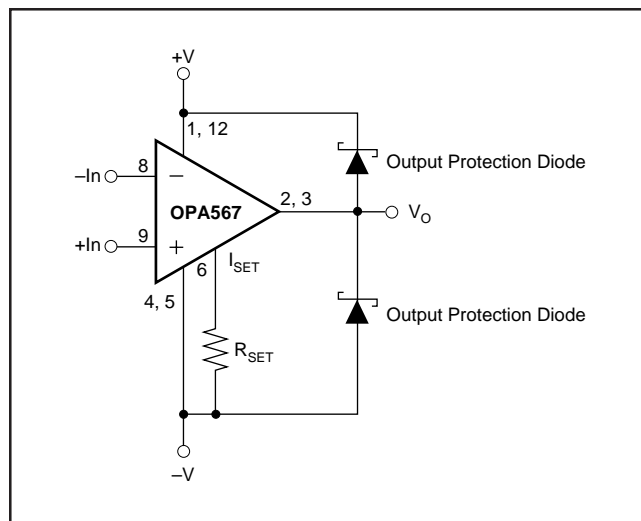 +V
1, 12
Output Protection Diode
–In
8
–
OPA567
2, 3
V_O
+In
9
+
6
I_SET
4, 5
Output Protection Diode
R_SET
–V